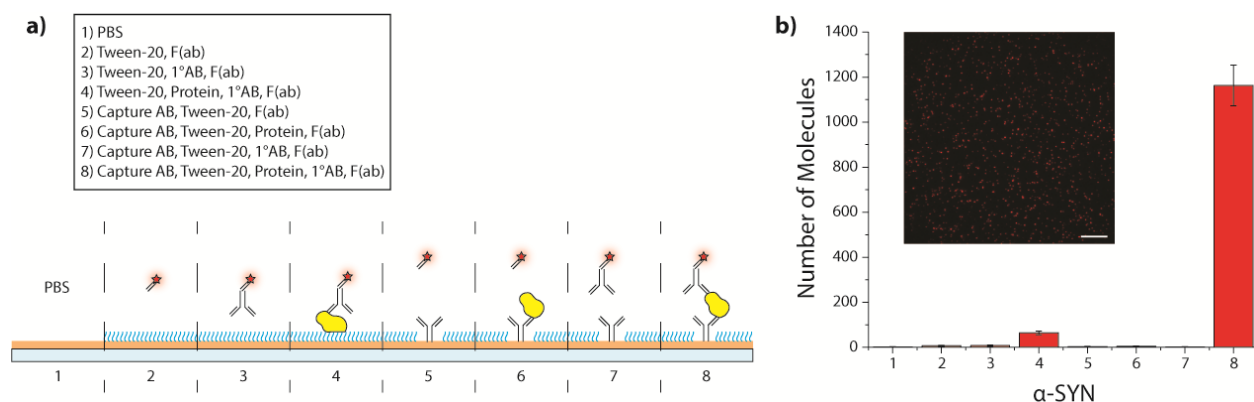 a)
1) PBS
2) Tween-20, F(ab)
3) Tween-20, 1°AB, F(ab)
4) Tween-20, Protein, 1°AB, F(ab)
5) Capture AB, Tween-20, F(ab)
6) Capture AB, Tween-20, Protein, F(ab)
7) Capture AB, Tween-20, 1°AB, F(ab)
8) Capture AB, Tween-20, Protein, 1°AB, F(ab)
PBS
1 2 3 4 5 6 7 8
b)
Number of Molecules
1400
1200
1000
800
600
400
200
0
1 2 3 4 5 6 7 8
α-SYN